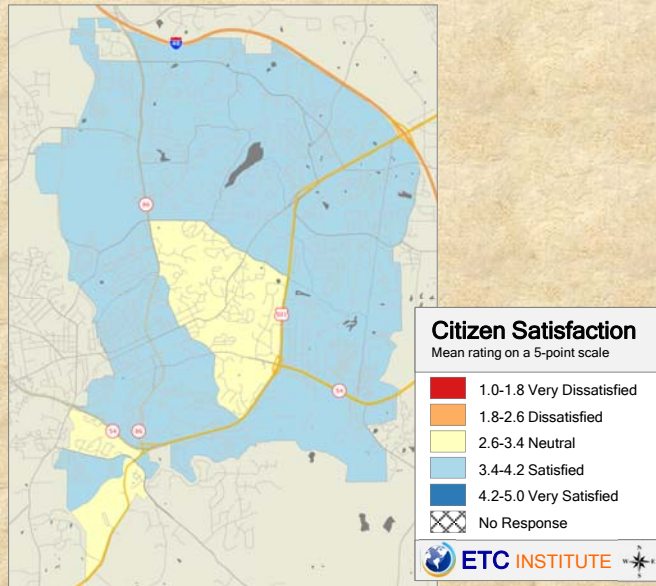 40
86
501
54
54
86
Citizen Satisfaction
Mean rating on a 5-point scale
1.0-1.8 Very Dissatisfied
1.8-2.6 Dissatisfied
2.6-3.4 Neutral
3.4-4.2 Satisfied
4.2-5.0 Very Satisfied
No Response
ETC INSTITUTE
N
W E
S